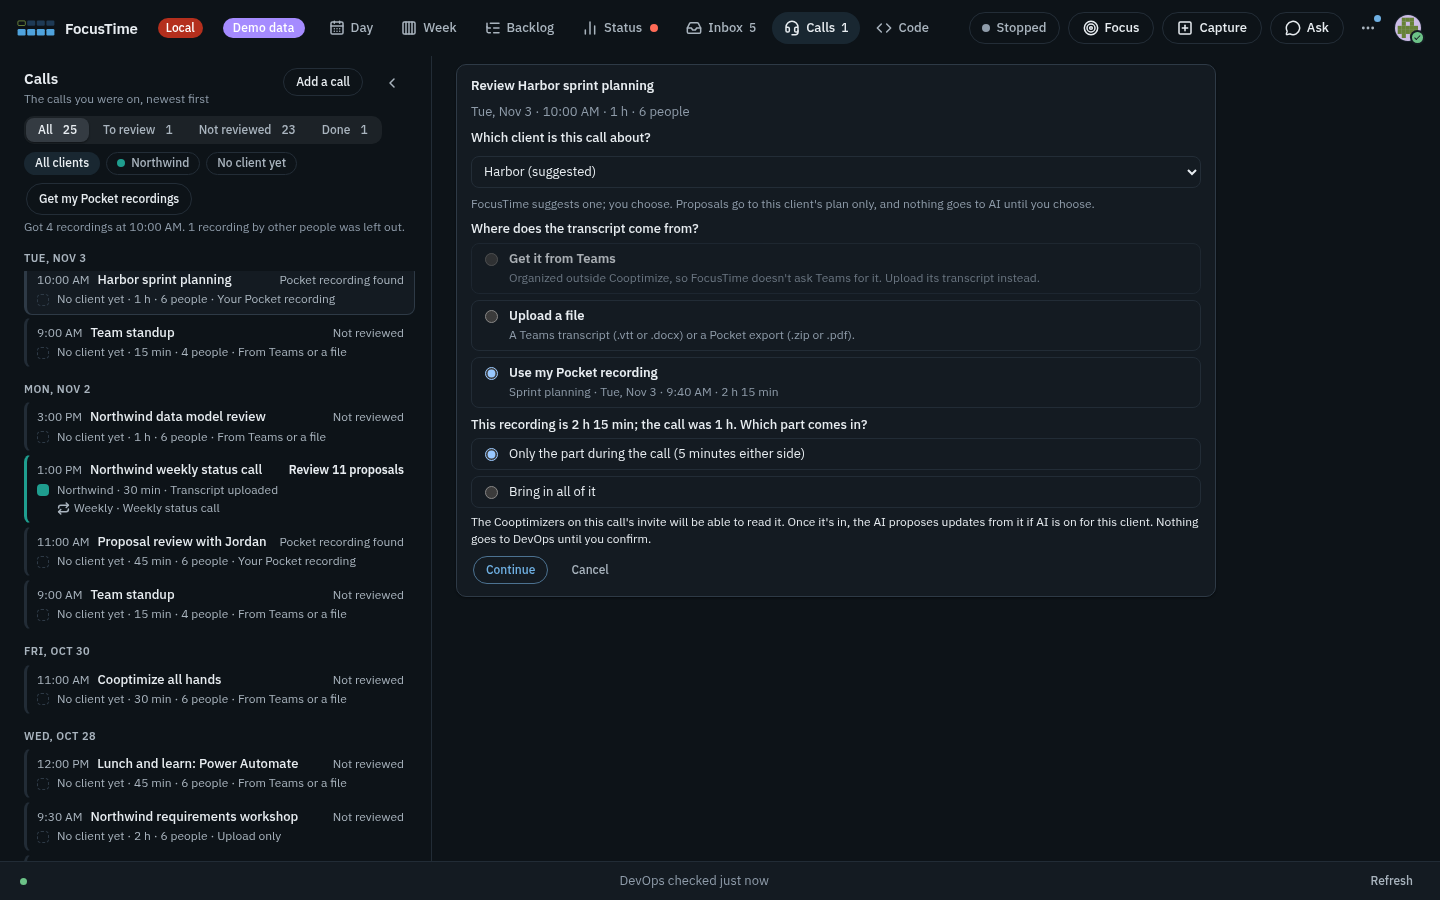 FocusTime
Local
Demo data
Day
Week
Backlog
Status
Inbox 5
Calls 1
Code
Stopped
Focus
Capture
Ask
Calls
The calls you were on, newest first
Add a call
All 25
To review 1
Not reviewed 23
Done 1
All clients
Northwind
No client yet
Get my Pocket recordings
Got 4 recordings at 10:00 AM. 1 recording by other people was left out.
TUE, NOV 3
10:00 AM Harbor sprint planning Pocket recording found
No client yet · 1 h · 6 people · Your Pocket recording
9:00 AM Team standup Not reviewed
No client yet · 15 min · 4 people · From Teams or a file
MON, NOV 2
3:00 PM Northwind data model review Not reviewed
No client yet · 1 h · 6 people · From Teams or a file
1:00 PM Northwind weekly status call Review 11 proposals
Northwind · 30 min · Transcript uploaded
Weekly · Weekly status call
11:00 AM Proposal review with Jordan Pocket recording found
No client yet · 45 min · 6 people · Your Pocket recording
9:00 AM Team standup Not reviewed
No client yet · 15 min · 4 people · From Teams or a file
FRI, OCT 30
11:00 AM Cooptimize all hands Not reviewed
No client yet · 30 min · 6 people · From Teams or a file
WED, OCT 28
12:00 PM Lunch and learn: Power Automate Not reviewed
No client yet · 45 min · 6 people · From Teams or a file
9:30 AM Northwind requirements workshop Not reviewed
No client yet · 2 h · 6 people · Upload only
Review Harbor sprint planning
Tue, Nov 3 · 10:00 AM · 1 h · 6 people
Which client is this call about?
Harbor (suggested)
FocusTime suggests one; you choose. Proposals go to this client's plan only, and nothing goes to AI until you choose.
Where does the transcript come from?
Get it from Teams
Organized outside Cooptimize, so FocusTime doesn't ask Teams for it. Upload its transcript instead.
Upload a file
A Teams transcript (.vtt or .docx) or a Pocket export (.zip or .pdf).
Use my Pocket recording
Sprint planning · Tue, Nov 3 · 9:40 AM · 2 h 15 min
This recording is 2 h 15 min; the call was 1 h. Which part comes in?
Only the part during the call (5 minutes either side)
Bring in all of it
The Cooptimizers on this call's invite will be able to read it. Once it's in, the AI proposes updates from it if AI is on for this client. Nothing
goes to DevOps until you confirm.
Continue
Cancel
DevOps checked just now
Refresh